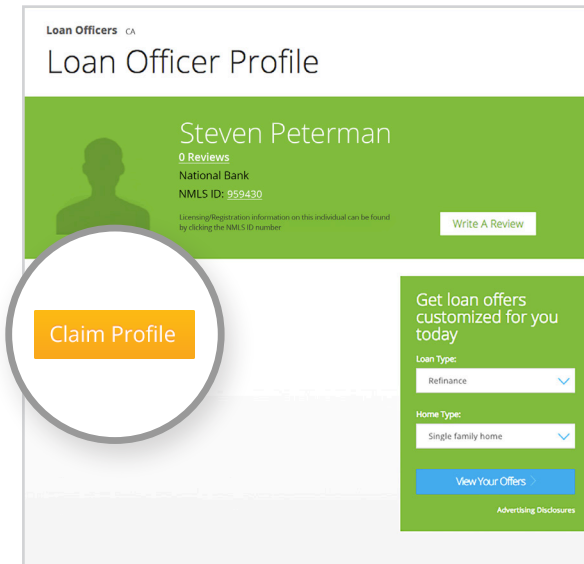 Loan Officers CA
Loan Officer Profile
Steven Peterman
0 Reviews
National Bank
NMLS ID: 959430
Licensing/Registration information on this individual can be found
by clicking the NMLS ID number
Write A Review
Claim Profile
Get loan offers
customized for you
today
Loan Type:
Refinance
Home Type:
Single family home
View Your Offers
Advertising Disclosures